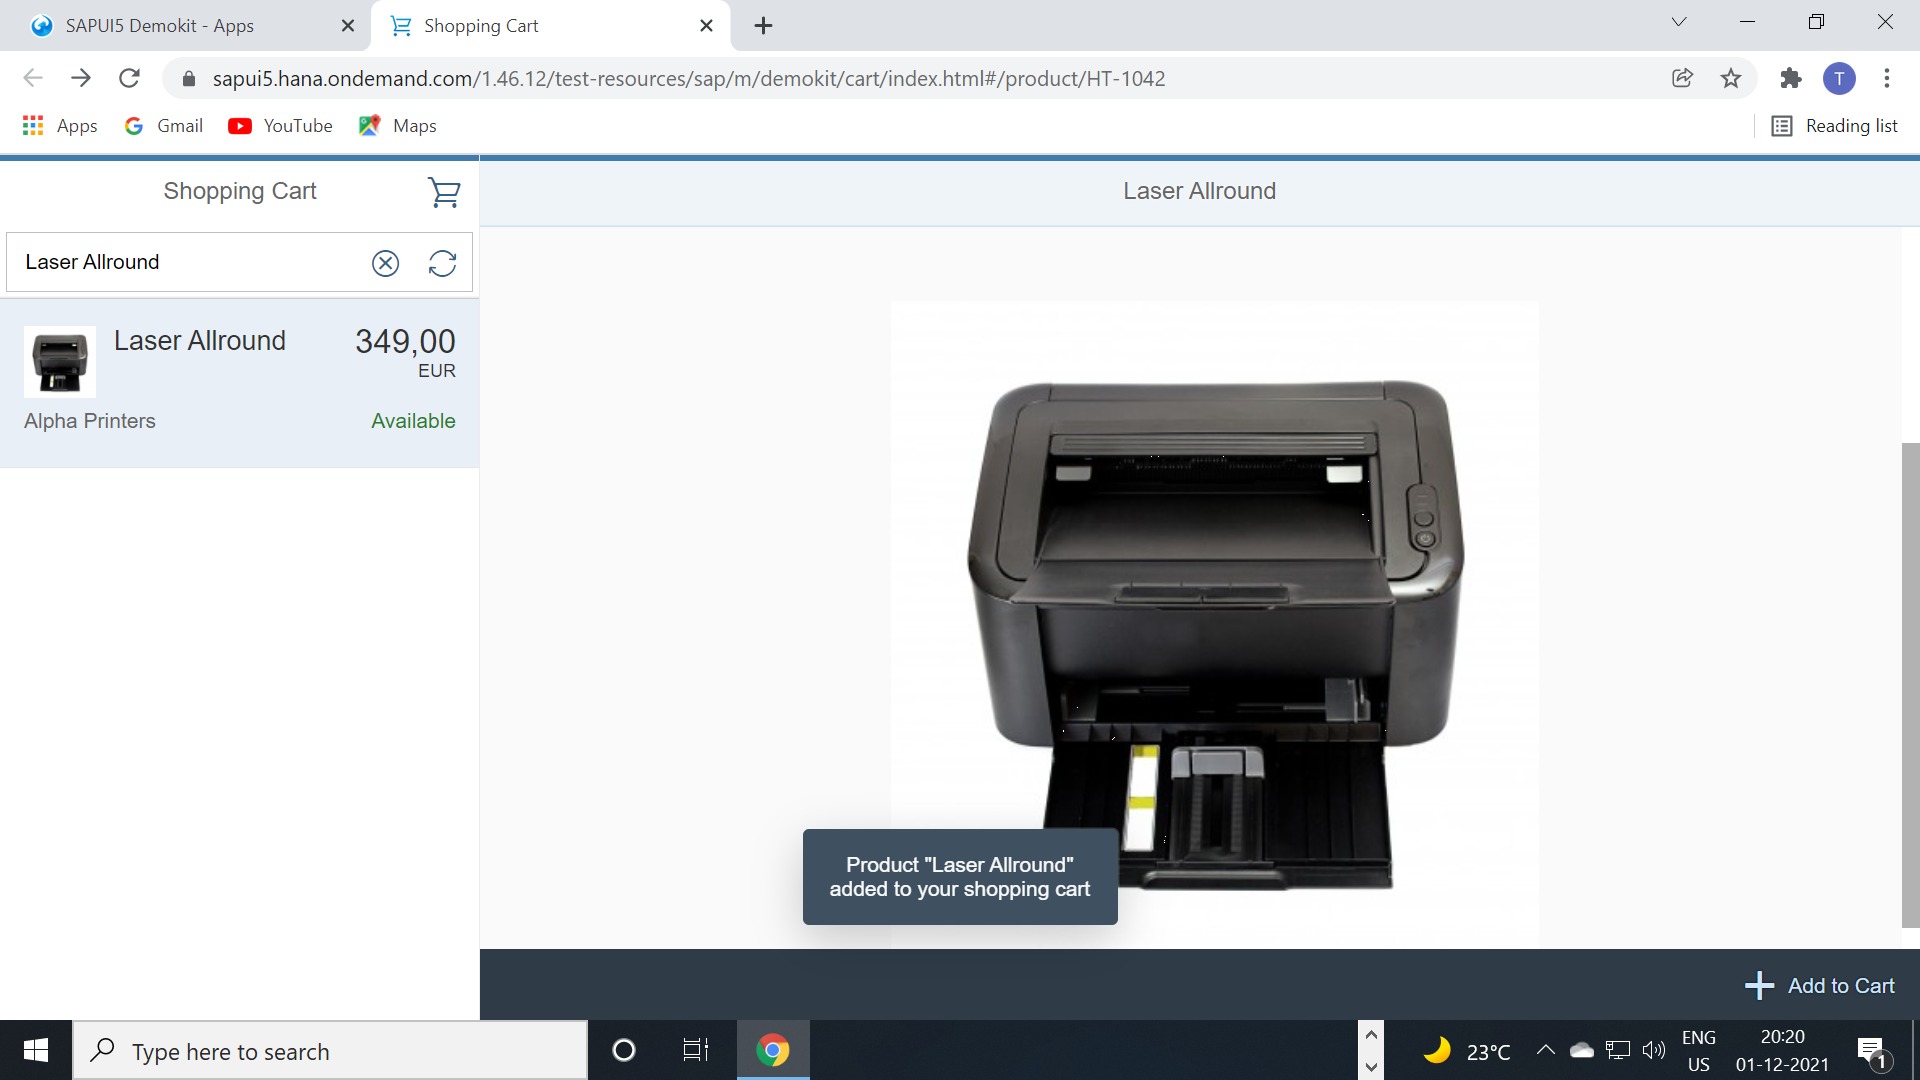 SAPUI5 Demokit - Apps
Shopping Cart
sapui5.hana.ondemand.com/1.46.12/test-resources/sap/m/demokit/cart/index.html#/product/HT-1042
T
Apps
Gmail
YouTube
Maps
Reading list
Shopping Cart
Laser Allround
Laser Allround
Laser Allround
349,00
EUR
Alpha Printers
Available
Product "Laser Allround"
added to your shopping cart
Add to Cart
Type here to search
23°C
ENG
US
20:20
01-12-2021
1